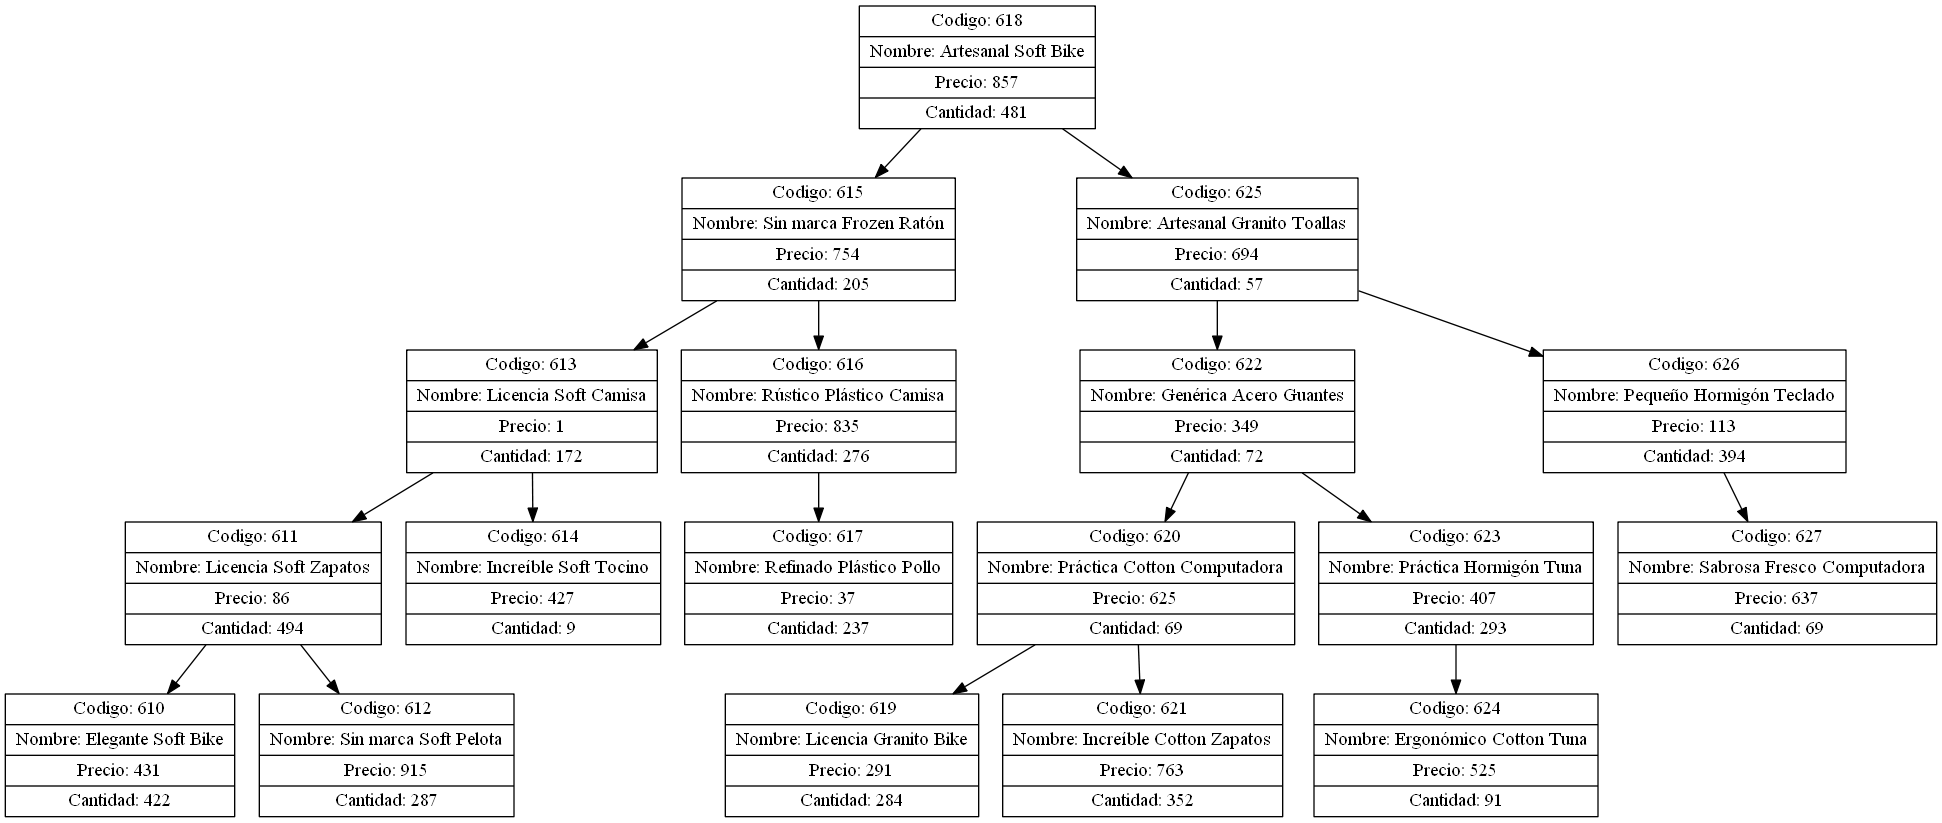 Codigo: 618
Nombre: Artesanal Soft Bike
Precio: 857
Cantidad: 481
Codigo: 615
Nombre: Sin marca Frozen Ratón
Precio: 754
Cantidad: 205
Codigo: 625
Nombre: Artesanal Granito Toallas
Precio: 694
Cantidad: 57
Codigo: 613
Nombre: Licencia Soft Camisa
Precio: 1
Cantidad: 172
Codigo: 616
Nombre: Rústico Plástico Camisa
Precio: 835
Cantidad: 276
Codigo: 622
Nombre: Genérica Acero Guantes
Precio: 349
Cantidad: 72
Codigo: 626
Nombre: Pequeño Hormigón Teclado
Precio: 113
Cantidad: 394
Codigo: 611
Nombre: Licencia Soft Zapatos
Precio: 86
Cantidad: 494
Codigo: 614
Nombre: Increíble Soft Tocino
Precio: 427
Cantidad: 9
Codigo: 617
Nombre: Refinado Plástico Pollo
Precio: 37
Cantidad: 237
Codigo: 620
Nombre: Práctica Cotton Computadora
Precio: 625
Cantidad: 69
Codigo: 623
Nombre: Práctica Hormigón Tuna
Precio: 407
Cantidad: 293
Codigo: 627
Nombre: Sabrosa Fresco Computadora
Precio: 637
Cantidad: 69
Codigo: 610
Nombre: Elegante Soft Bike
Precio: 431
Cantidad: 422
Codigo: 612
Nombre: Sin marca Soft Pelota
Precio: 915
Cantidad: 287
Codigo: 619
Nombre: Licencia Granito Bike
Precio: 291
Cantidad: 284
Codigo: 621
Nombre: Increíble Cotton Zapatos
Precio: 763
Cantidad: 352
Codigo: 624
Nombre: Ergonómico Cotton Tuna
Precio: 525
Cantidad: 91